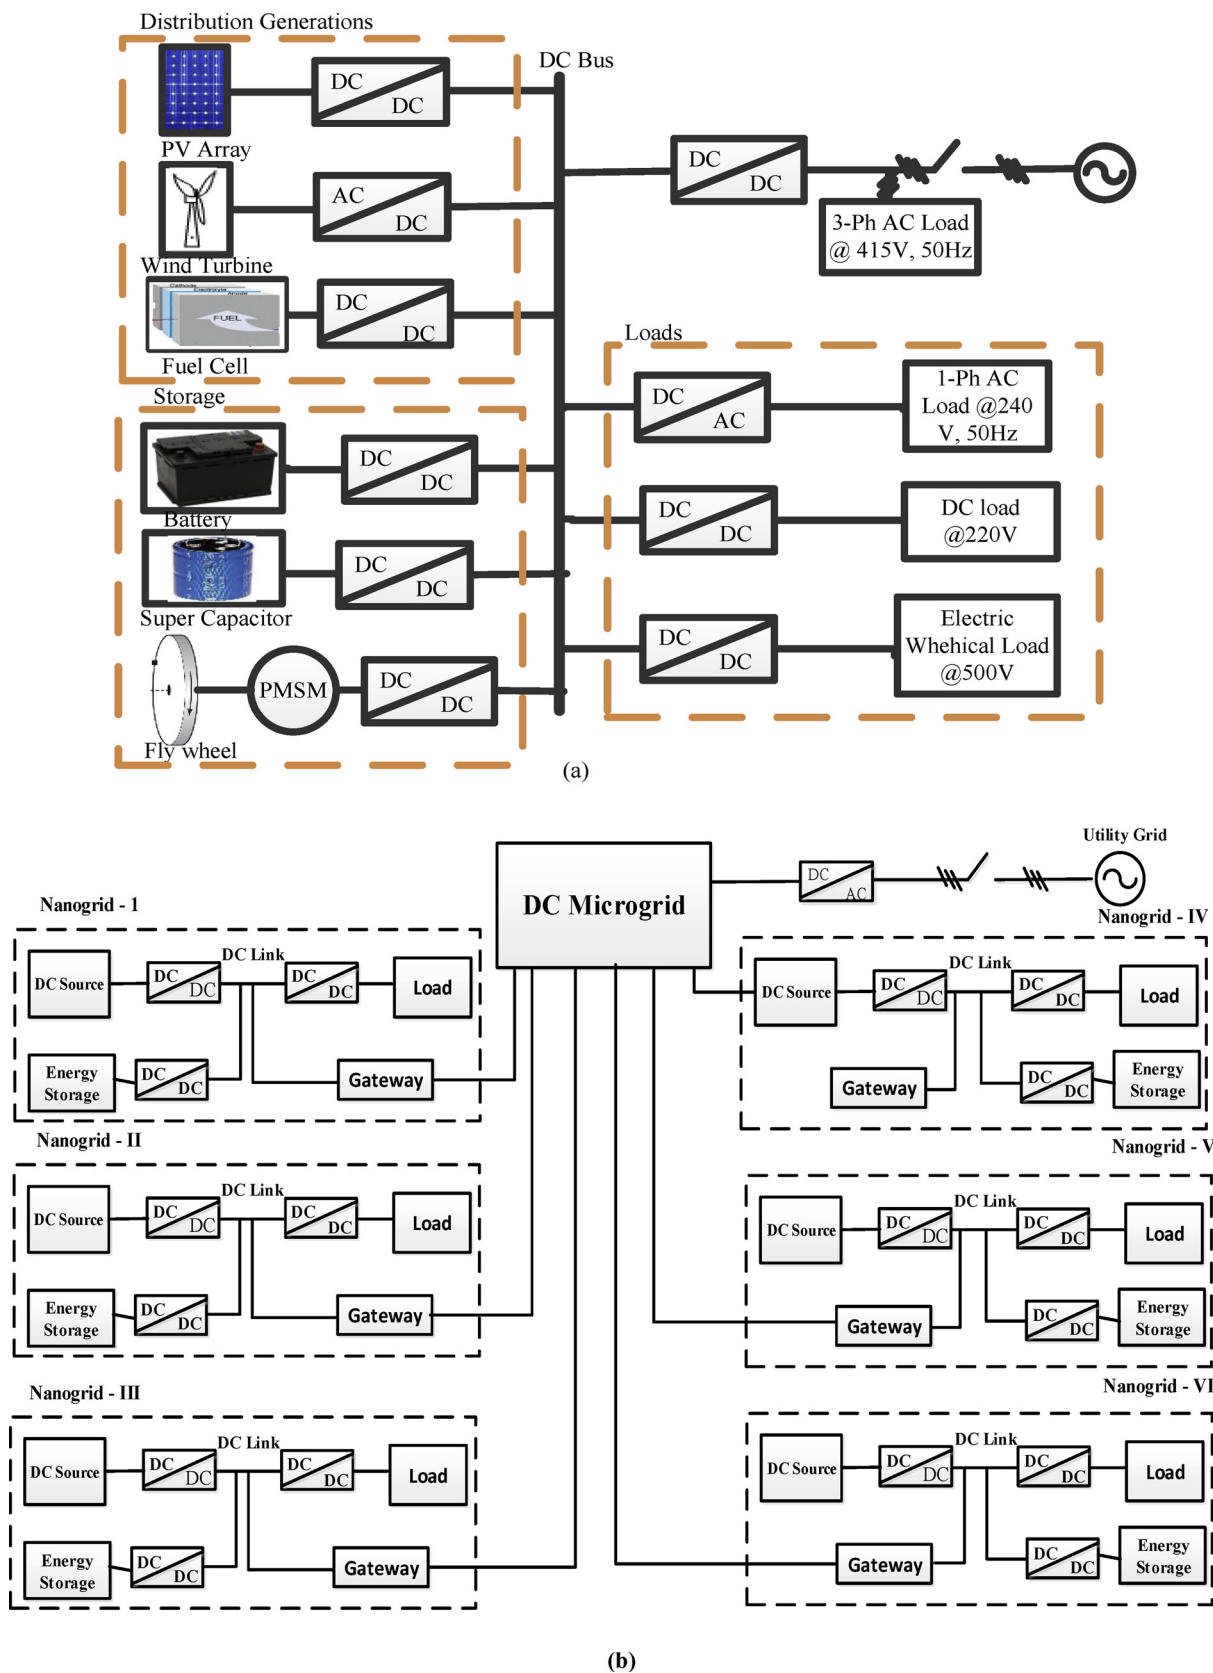 Distribution Generations
DC Bus
DC
DC
PV Array
AC
DC
Wind Turbine
Cathode
Electrolyte
Anode
FUEL
DC
DC
Fuel Cell
DC
DC
3-Ph AC Load
@ 415V, 50Hz
Storage
DC
DC
Battery
DC
DC
Super Capacitor
PMSM
DC
DC
Fly wheel
Loads
DC
AC
1-Ph AC
Load @240
V, 50Hz
DC
DC
DC load
@220V
DC
DC
Electric
Whehical Load
@500V
(a)
DC Microgrid
DC
AC
Utility Grid
Nanogrid - 1
DC Source
DC
DC
DC Link
DC
DC
Load
Energy
Storage
DC
DC
Gateway
Nanogrid - II
DC Source
DC
DC
DC Link
DC
DC
Load
Energy
Storage
DC
DC
Gateway
Nanogrid - III
DC Source
DC
DC
DC Link
DC
DC
Load
Energy
Storage
DC
DC
Gateway
Nanogrid - IV
DC Source
DC
DC
DC Link
DC
DC
Load
Gateway
DC
DC
Energy
Storage
Nanogrid - V
DC Source
DC
DC
DC Link
DC
DC
Load
Gateway
DC
DC
Energy
Storage
Nanogrid - VI
DC Source
DC
DC
DC Link
DC
DC
Load
Gateway
DC
DC
Energy
Storage
(b)